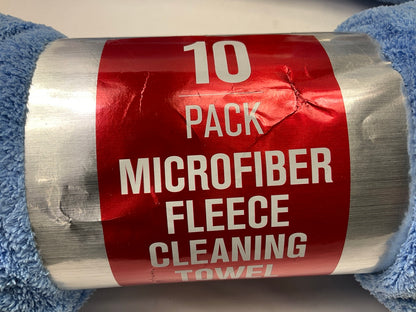 10
PACK
MICROFIBER
FLEECE
CLEANING
TOWEL